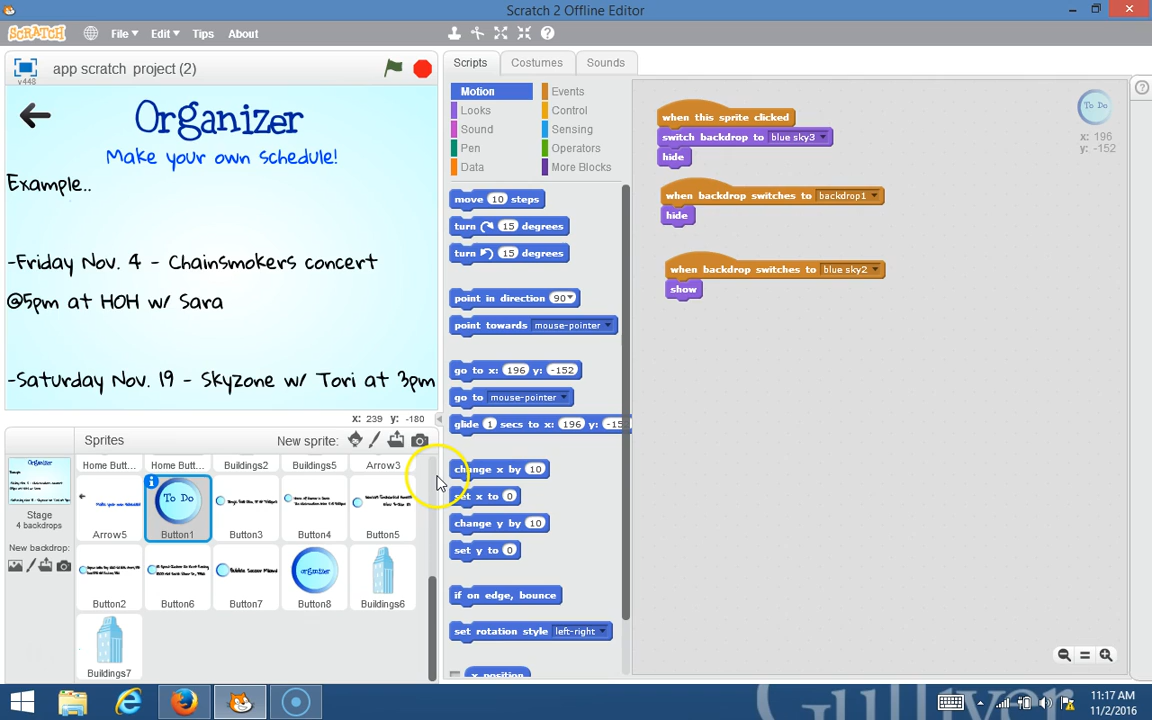 Scratch 2 Offline Editor
SCRATCH File Edit Tips About
Scripts Costumes Sounds
v448
app scratch project (2)
Organizer
Make your own schedule!
Example..
-Friday Nov. 4 - Chainsmokers concert
@5pm at HOH w/ Sara
-Saturday Nov. 19 - Skyzone w/ Tori at 3pm
x: 239 y: -180
Motion Events
Looks Control
Sound Sensing
Pen Operators
Data More Blocks
move 10 steps
turn 15 degrees
turn 15 degrees
point in direction 90
point towards mouse-pointer
go to x: 196 y: -152
go to mouse-pointer
glide 1 secs to x: 196 y: -15
change x by 10
set x to 0
change y by 10
set y to 0
if on edge, bounce
set rotation style left-right
x position
when this sprite clicked
switch backdrop to blue sky3
hide
when backdrop switches to backdrop1
hide
when backdrop switches to blue sky2
show
To Do
x: 196
y: -152
Sprites New sprite:
Home Butt... Home Butt... Buildings2 Buildings5 Arrow3
Stage
4 backdrops
New backdrop:
To Do
Arrow5 Button1 Button3 Button4 Button5
organizer
Button2 Button6 Button7 Button8 Buildings6
Buildings7
11:17 AM
11/2/2016